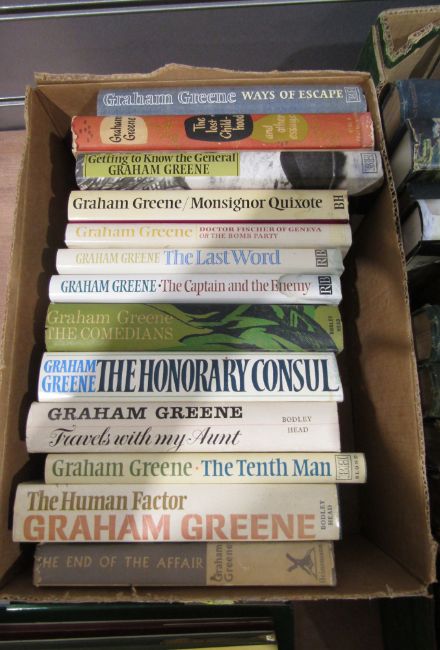 Graham Greene WAYS OF ESCAPE
Graham
Greene
The
lost
Child-
hood
and other
essays
Getting to Know the General
GRAHAM GREENE
Graham Greene/Monsignor Quixote BH
Graham Greene DOCTOR FISCHER OF GENEVA
OR THE BOMB PARTY
GRAHAM GREENE The Last Word
GRAHAM GREENE · The Captain and the Enemy
Graham Greene
THE COMEDIANS
BODLEY
HEAD
GRAHAM
GREENE
THE HONORARY CONSUL
GRAHAM GREENE
Travels with my Aunt
BODLEY
HEAD
Graham Greene · The Tenth Man
BLOND
The Human Factor
GRAHAM GREENE
BODLEY
HEAD
THE END OF THE AFFAIR
Graham
Greene